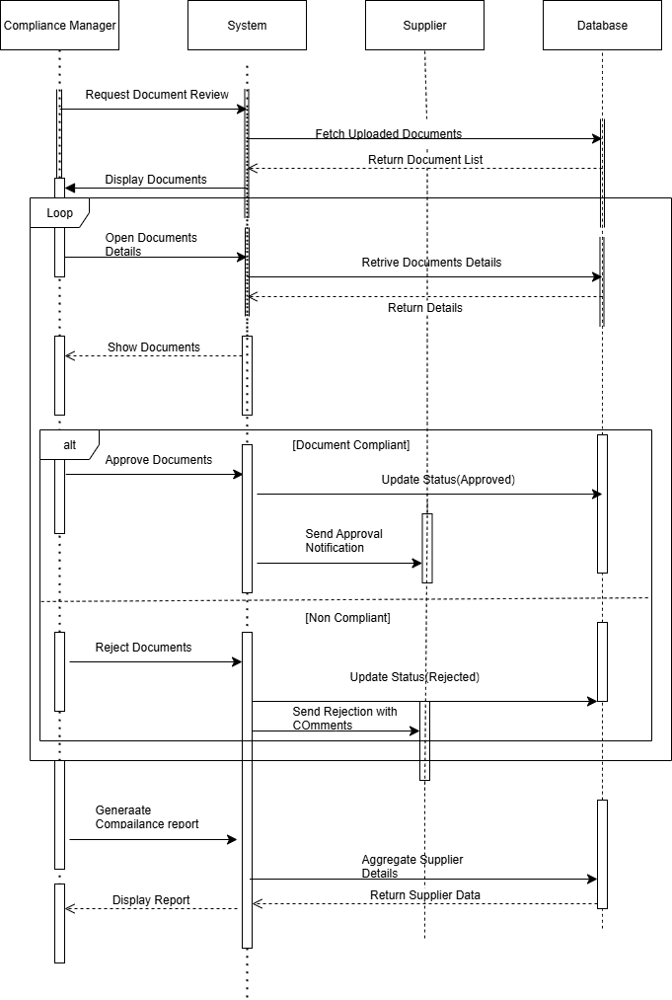 Compliance Manager
System
Supplier
Database
Request Document Review
Fetch Uploaded Documents
Return Document List
Display Documents
Loop
Open Documents
Details
Retrive Documents Details
Return Details
Show Documents
alt
[Document Compliant]
Approve Documents
Update Status(Approved)
Send Approval
Notification
[Non Compliant]
Reject Documents
Update Status(Rejected)
Send Rejection with
COmments
Generaate
Compailance report
Aggregate Supplier
Details
Return Supplier Data
Display Report